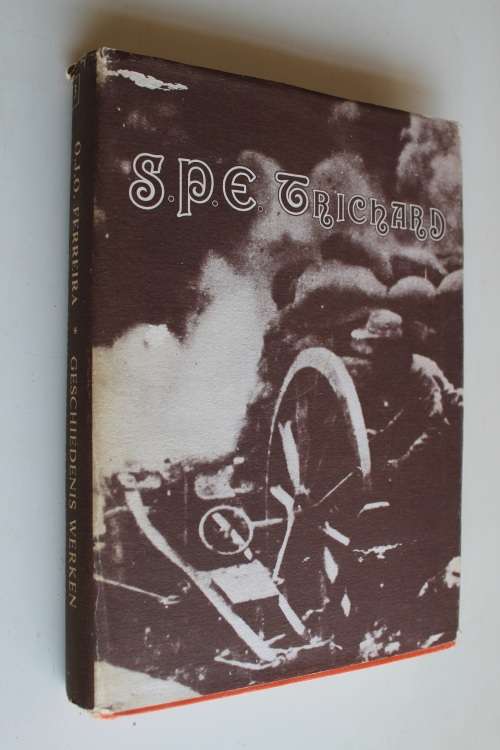 S.P.E. TRICHARD
O.J.O. FERREIRA * GESCHIEDENIS WERKEN